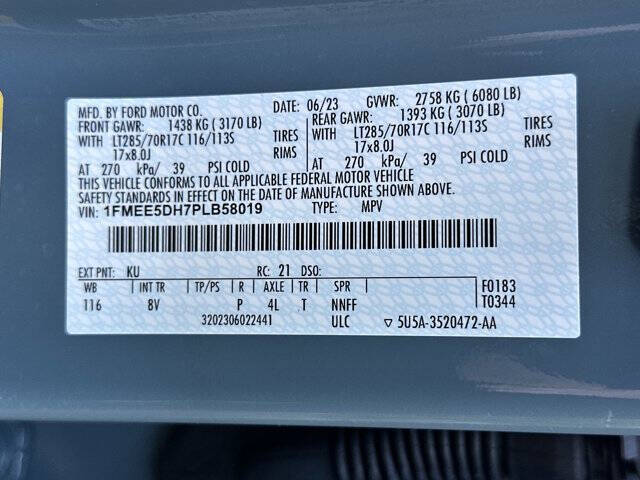 MFD. BY FORD MOTOR CO. DATE: 06/23 GVWR: 2758 KG ( 6080 LB)
FRONT GAWR: 1438 KG ( 3170 LB) REAR GAWR: 1393 KG ( 3070 LB)
WITH LT285/70R17C 116/113S TIRES WITH LT285/70R17C 116/113S TIRES
17x8.0J RIMS 17x8.0J RIMS
AT 270 kPa/ 39 PSI COLD AT 270 kPa/ 39 PSI COLD
THIS VEHICLE CONFORMS TO ALL APPLICABLE FEDERAL MOTOR VEHICLE
SAFETY STANDARDS IN EFFECT ON THE DATE OF MANUFACTURE SHOWN ABOVE.
VIN: 1FMEE5DH7PLB58019 TYPE: MPV
EXT PNT: KU RC: 21 DSO:
WB INT TR TP/PS R AXLE TR SPR F0183
116 8V P 4L T NNFF T0344
3202306022441 ULC ▽ 5U5A-3520472-AA